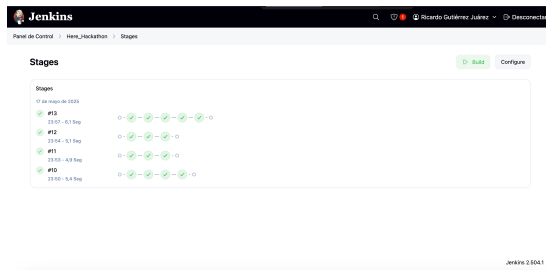 Jenkins
1 Ricardo Gutiérrez Juárez Desconectar
Panel de Control > Here_Hackathon > Stages
Stages
Build Configure
Stages
17 de mayo de 2025
#13
23:57 - 6,1 Seg
#12
23:54 - 5,1 Seg
#11
23:53 - 4,9 Seg
#10
23:50 - 5,4 Seg
Jenkins 2.504.1